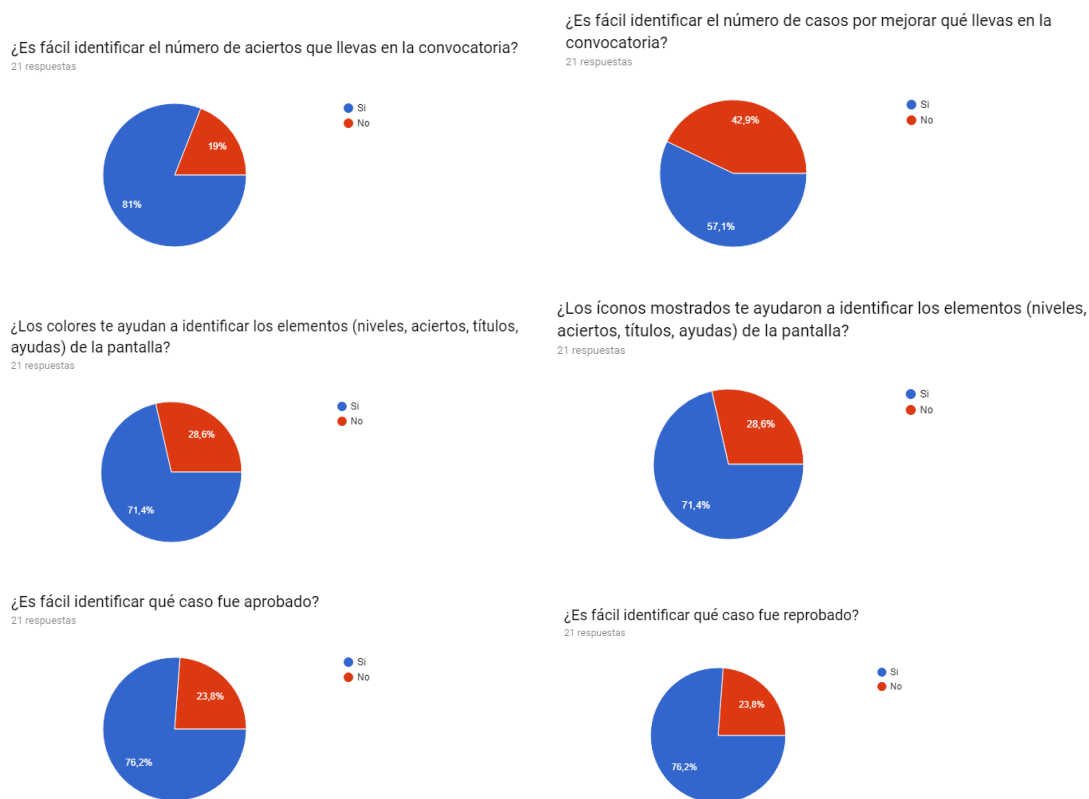 ¿Es fácil identificar el número de aciertos que llevas en la convocatoria?
21 respuestas
Si
No
19%
81%
¿Es fácil identificar el número de casos por mejorar qué llevas en la
convocatoria?
21 respuestas
Si
No
42,9%
57,1%
¿Los colores te ayudan a identificar los elementos (niveles, aciertos, títulos,
ayudas) de la pantalla?
21 respuestas
Si
No
28,6%
71,4%
¿Los íconos mostrados te ayudaron a identificar los elementos (niveles,
aciertos, títulos, ayudas) de la pantalla?
21 respuestas
Si
No
28,6%
71,4%
¿Es fácil identificar qué caso fue aprobado?
21 respuestas
Si
No
23,8%
76,2%
¿Es fácil identificar qué caso fue reprobado?
21 respuestas
Si
No
23,8%
76,2%